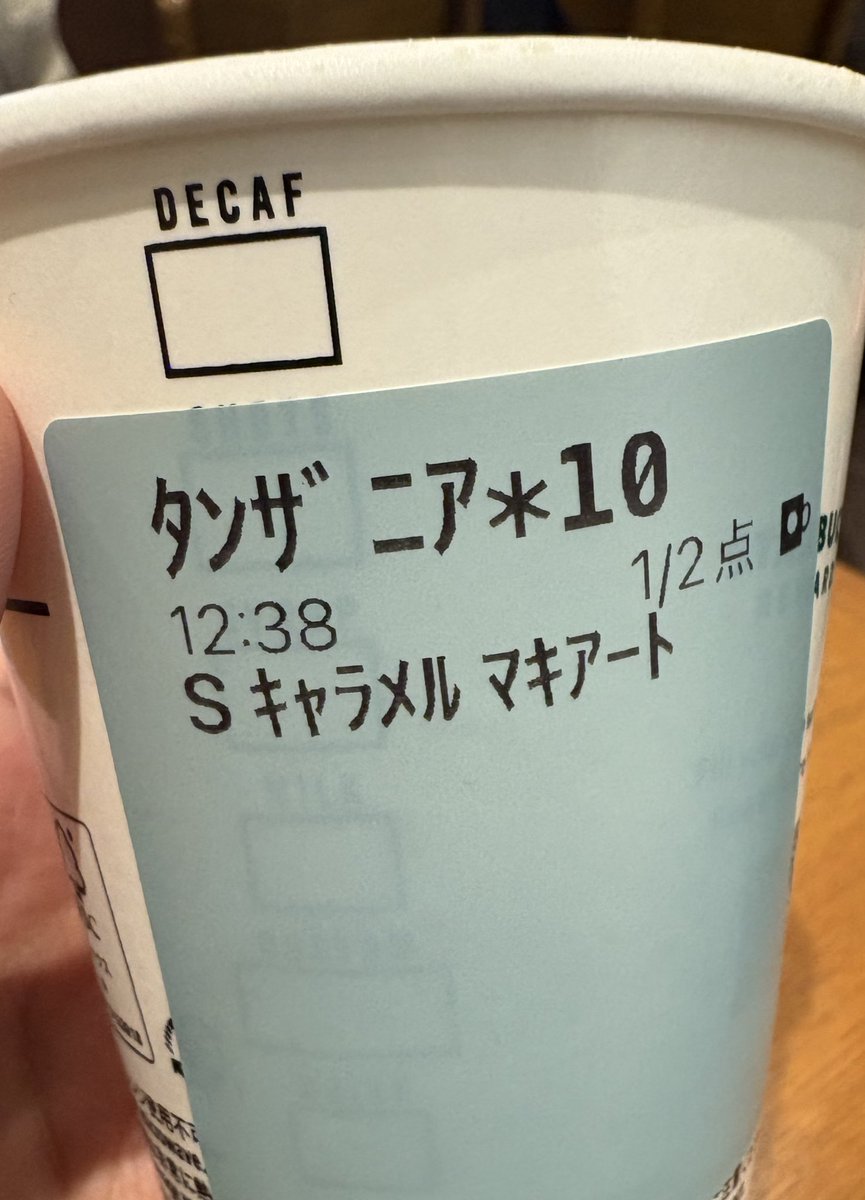 DECAF
ﾀﾝｻﾞﾆｱ*10
1/2点
12:38
S ｷｬﾗﾒﾙ ﾏｷｱｰﾄ